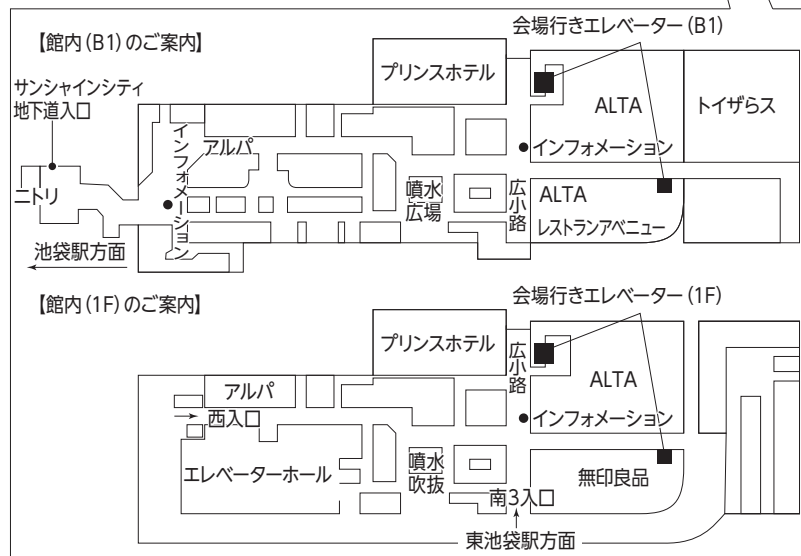 【館内(B1)のご案内】
会場行きエレベーター(B1)
プリンスホテル
サンシャインシティ
地下道入口
ALTA
トイザらス
インフォメーション
アルパ
インフォメーション
ニトリ
噴水
広場
広小路
ALTA
レストランアベニュー
池袋駅方面
【館内(1F)のご案内】
会場行きエレベーター(1F)
プリンスホテル
広小路
ALTA
アルパ
インフォメーション
西入口
エレベーターホール
噴水
吹抜
無印良品
南3入口
東池袋駅方面